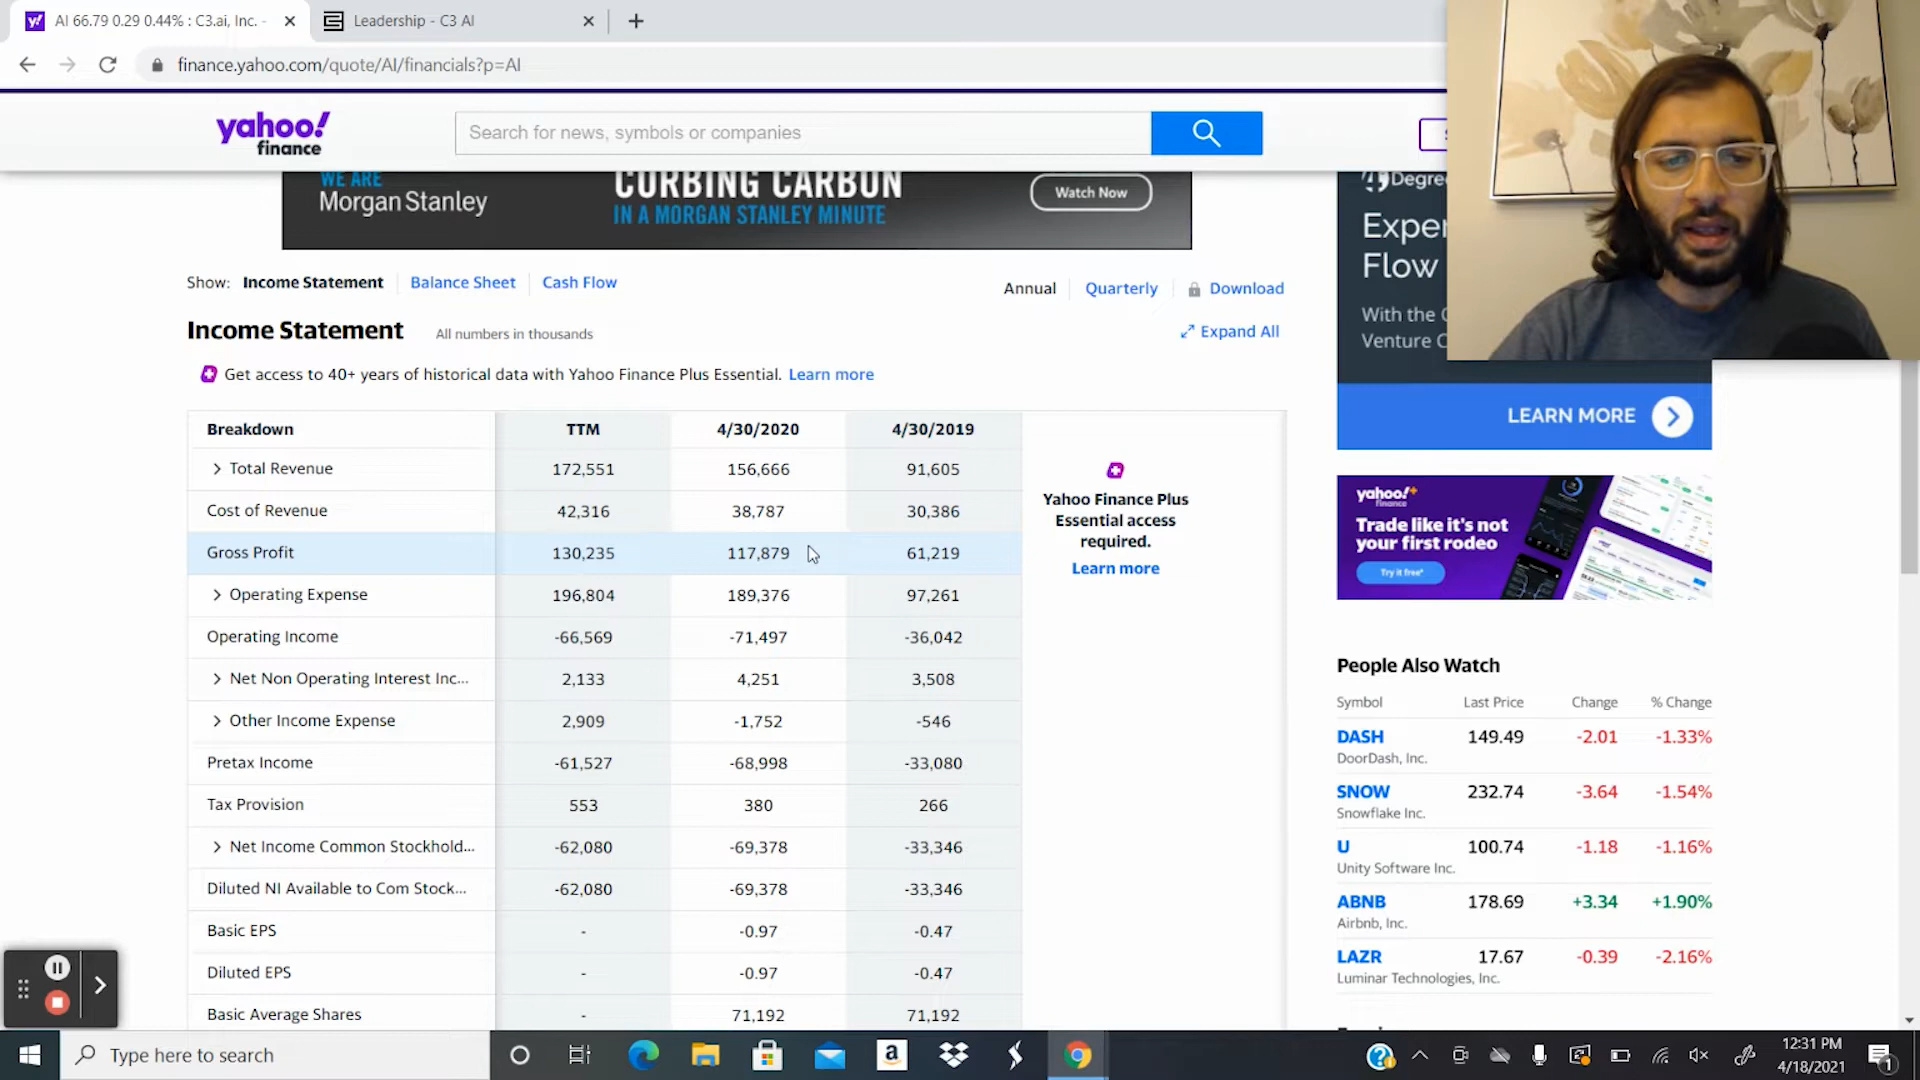 AI 66.79 0.29 0.44% : C3.ai, Inc. -
Leadership - C3 AI
finance.yahoo.com/quote/AI/financials?p=AI
yahoo!
finance
Search for news, symbols or companies
WE ARE
Morgan Stanley
CURBING CARBON
IN A MORGAN STANLEY MINUTE
Watch Now
Show: Income Statement Balance Sheet Cash Flow
Annual Quarterly Download
Income Statement All numbers in thousands
Expand All
Get access to 40+ years of historical data with Yahoo Finance Plus Essential. Learn more
Breakdown TTM 4/30/2020 4/30/2019
Total Revenue 172,551 156,666 91,605
Cost of Revenue 42,316 38,787 30,386
Gross Profit 130,235 117,879 61,219
Operating Expense 196,804 189,376 97,261
Operating Income -66,569 -71,497 -36,042
Net Non Operating Interest Inc... 2,133 4,251 3,508
Other Income Expense 2,909 -1,752 -546
Pretax Income -61,527 -68,998 -33,080
Tax Provision 553 380 266
Net Income Common Stockhold... -62,080 -69,378 -33,346
Diluted NI Available to Com Stock... -62,080 -69,378 -33,346
Basic EPS - -0.97 -0.47
Diluted EPS - -0.97 -0.47
Basic Average Shares - 71,192 71,192
Yahoo Finance Plus
Essential access
required.
Learn more
Flow
With the
Venture C
LEARN MORE
yahoo!+
finance
Trade like it's not
your first rodeo
Try it free*
People Also Watch
Symbol Last Price Change % Change
DASH 149.49 -2.01 -1.33%
DoorDash, Inc.
SNOW 232.74 -3.64 -1.54%
Snowflake Inc.
U 100.74 -1.18 -1.16%
Unity Software Inc.
ABNB 178.69 +3.34 +1.90%
Airbnb, Inc.
LAZR 17.67 -0.39 -2.16%
Luminar Technologies, Inc.
Type here to search
12:31 PM
4/18/2021
1